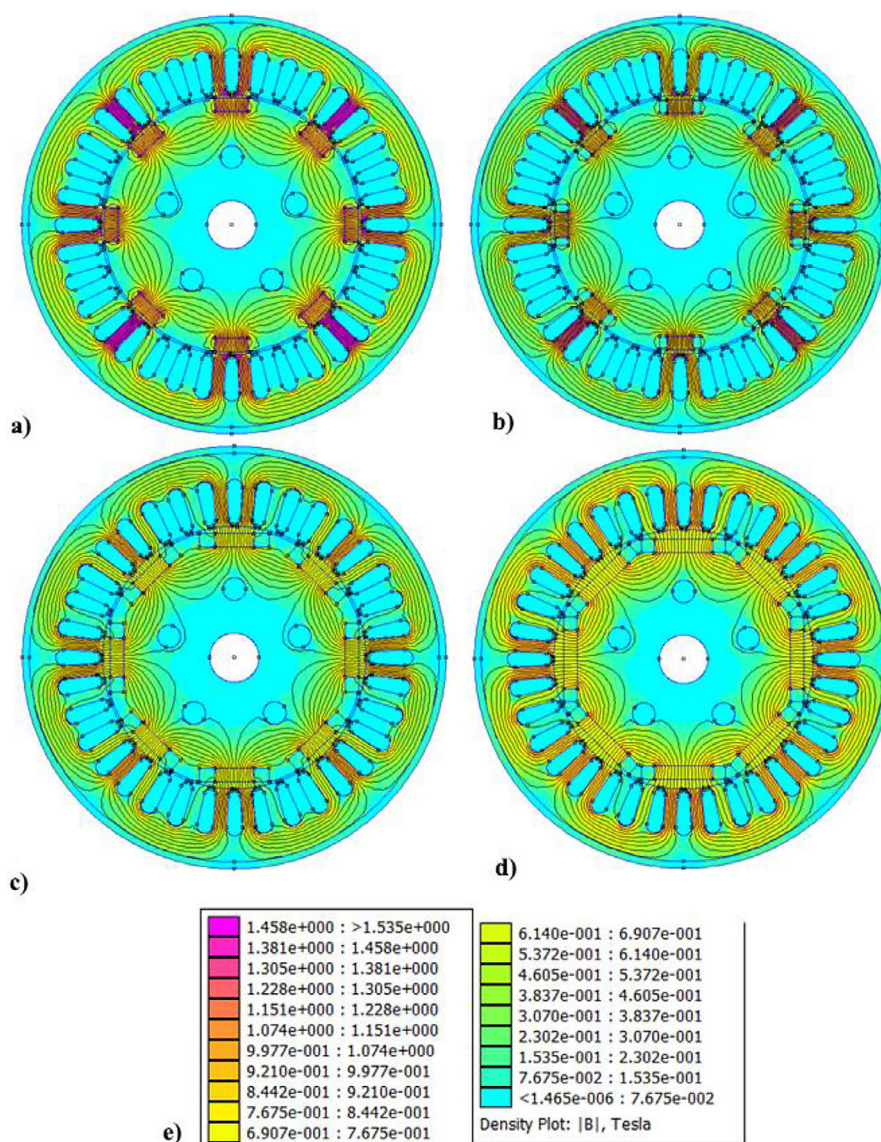 a)
b)
c)
d)
1.458e+000 : >1.535e+000
1.381e+000 : 1.458e+000
1.305e+000 : 1.381e+000
1.228e+000 : 1.305e+000
1.151e+000 : 1.228e+000
1.074e+000 : 1.151e+000
9.977e-001 : 1.074e+000
9.210e-001 : 9.977e-001
8.442e-001 : 9.210e-001
7.675e-001 : 8.442e-001
6.907e-001 : 7.675e-001
6.140e-001 : 6.907e-001
5.372e-001 : 6.140e-001
4.605e-001 : 5.372e-001
3.837e-001 : 4.605e-001
3.070e-001 : 3.837e-001
2.302e-001 : 3.070e-001
1.535e-001 : 2.302e-001
7.675e-002 : 1.535e-001
<1.465e-006 : 7.675e-002
Density Plot: |B|, Tesla
e)